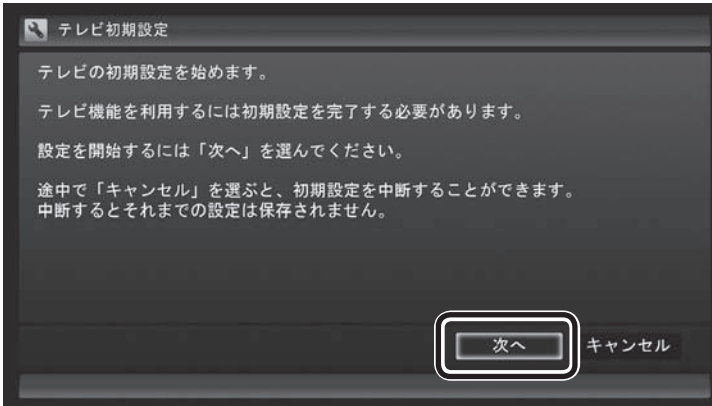 テレビ初期設定
テレビの初期設定を始めます。
テレビ機能を利用するには初期設定を完了する必要があります。
設定を開始するには「次へ」を選んでください。
途中で「キャンセル」を選ぶと、初期設定を中断することができます。
中断するとそれまでの設定は保存されません。
次へ
キャンセル